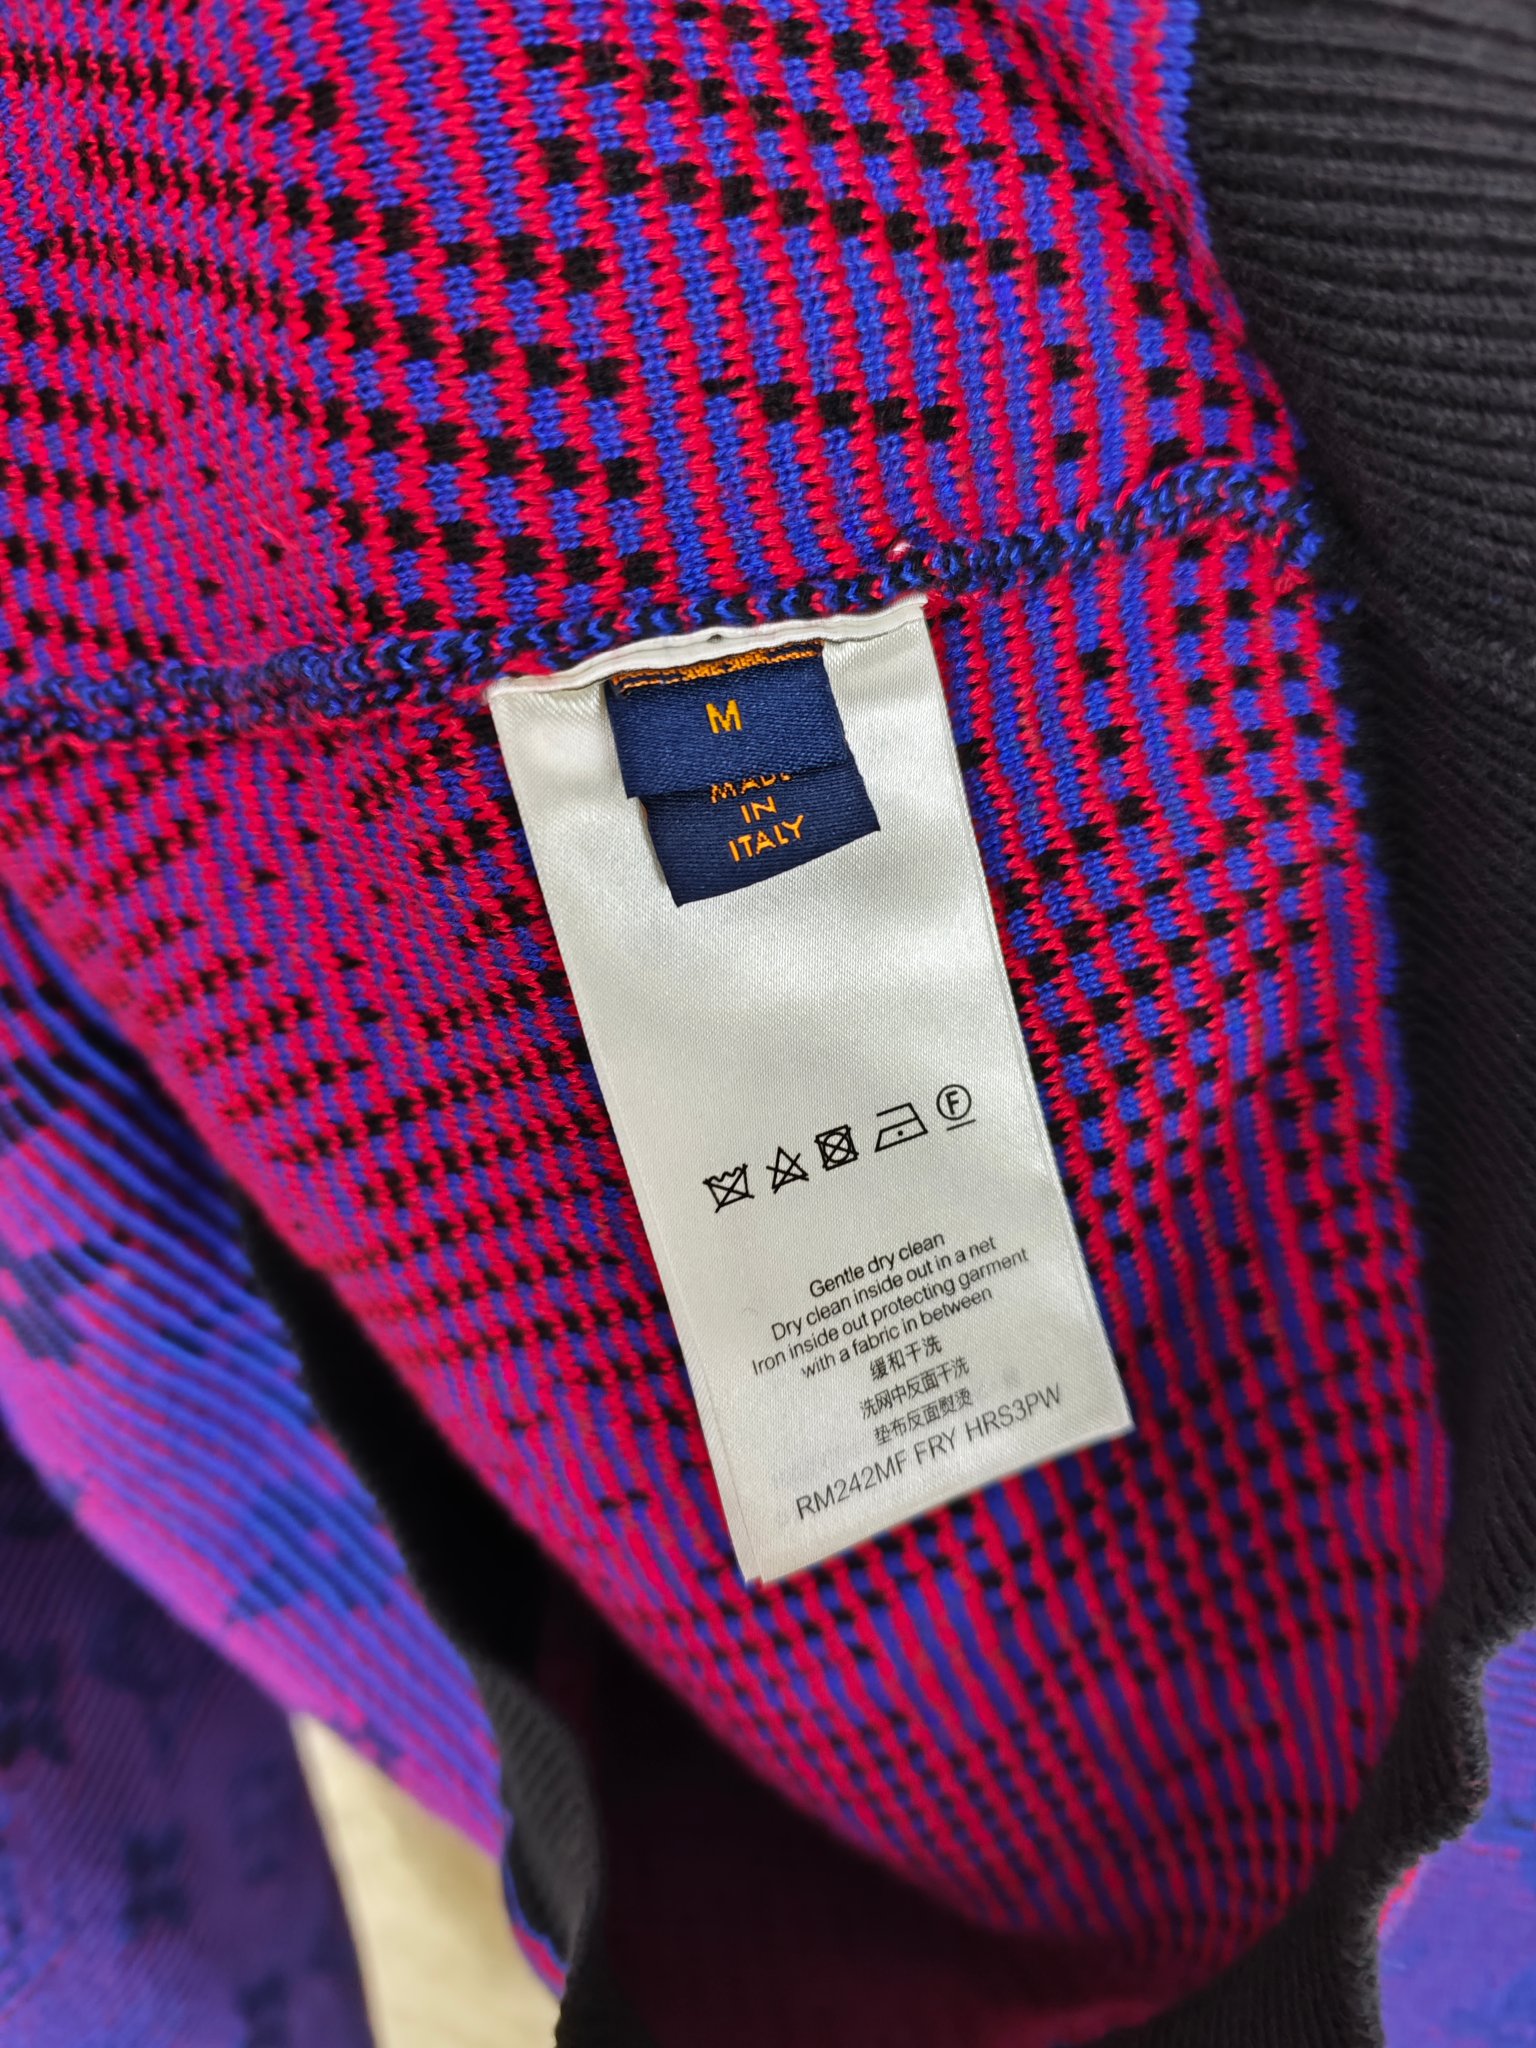 M
MADE
IN
ITALY
F
Gentle dry clean
Dry clean inside out in a net
Iron inside out protecting garment
with a fabric in between
缓和干洗
洗网中反面干洗
垫布反面熨烫
RM242MF FRY HRS3PW